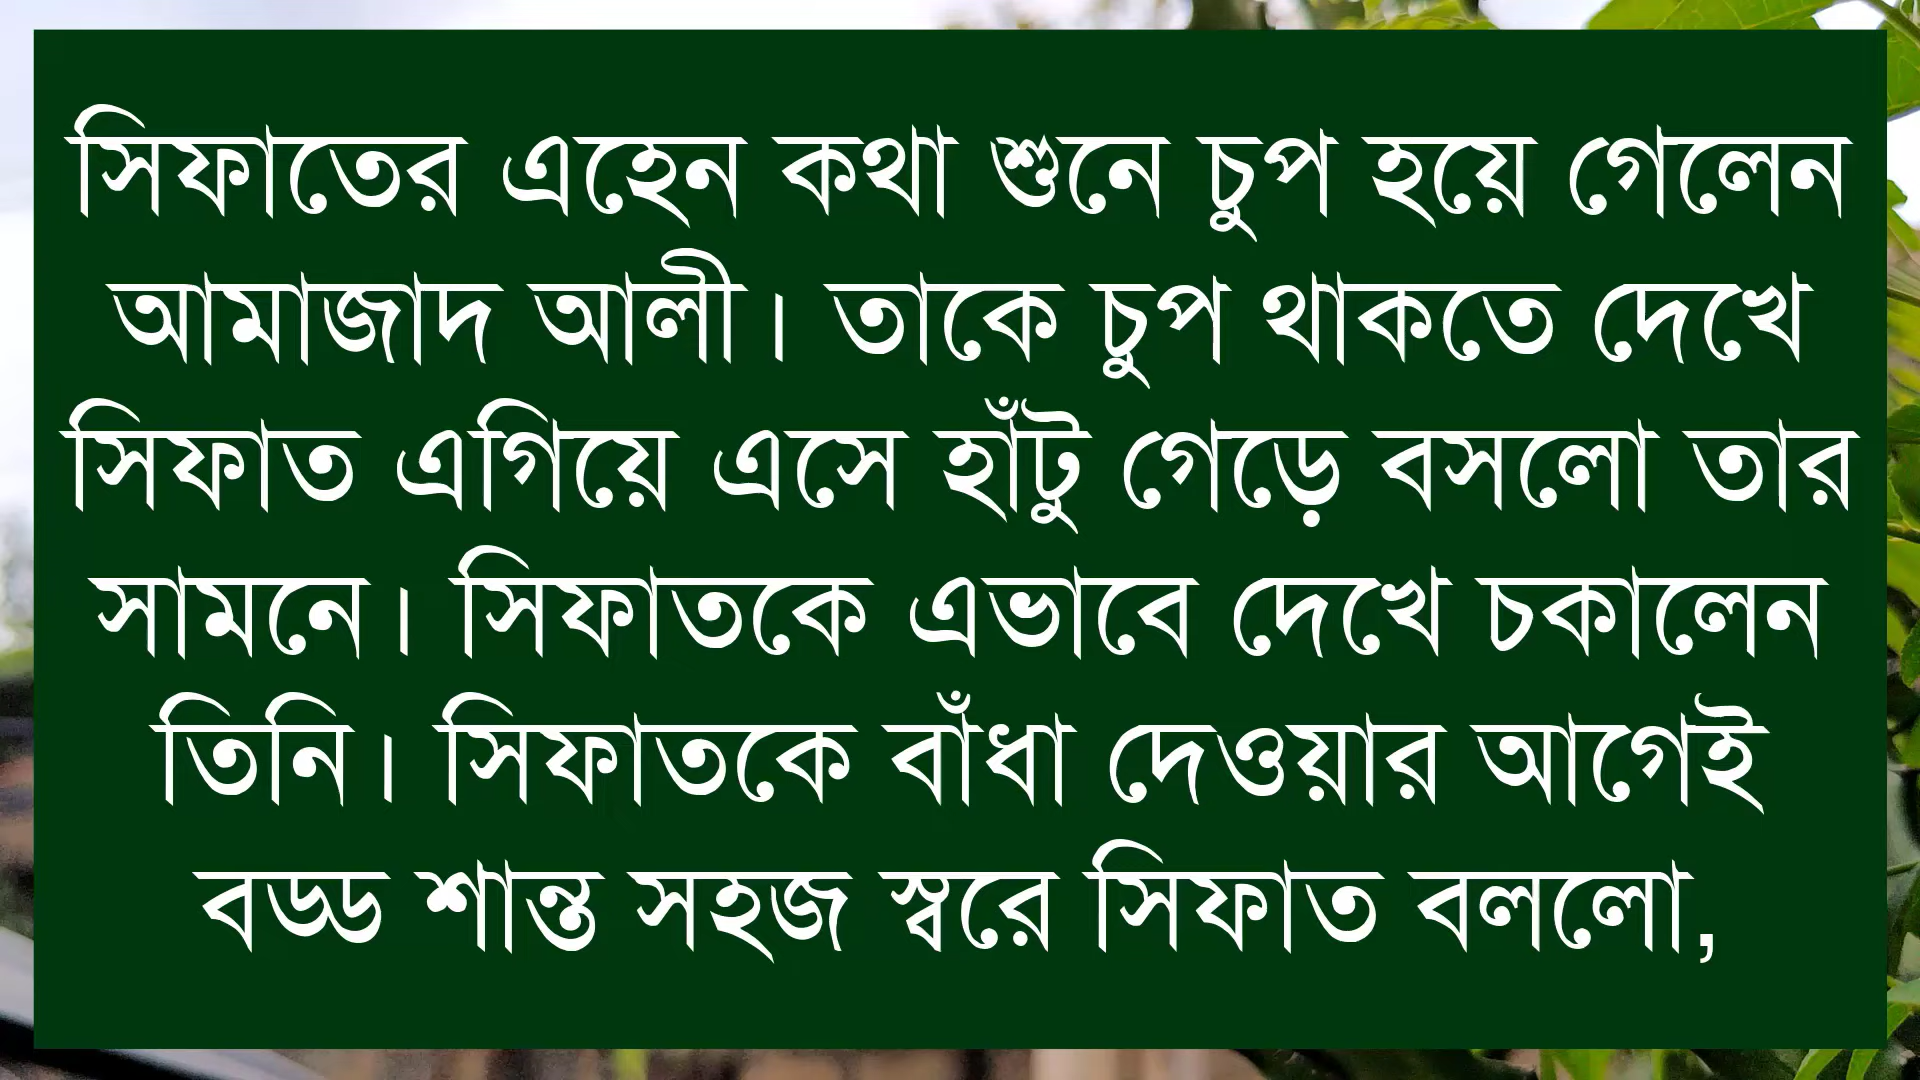 সিফাতের এহেন কথা শুনে চুপ হয়ে গেলেন
আমাজাদ আলী। তাকে চুপ থাকতে দেখে
সিফাত এগিয়ে এসে হাঁটু গেড়ে বসলো তার
সামনে। সিফাতকে এভাবে দেখে চকালেন
তিনি। সিফাতকে বাঁধা দেওয়ার আগেই
বড্ড শান্ত সহজ স্বরে সিফাত বললো,